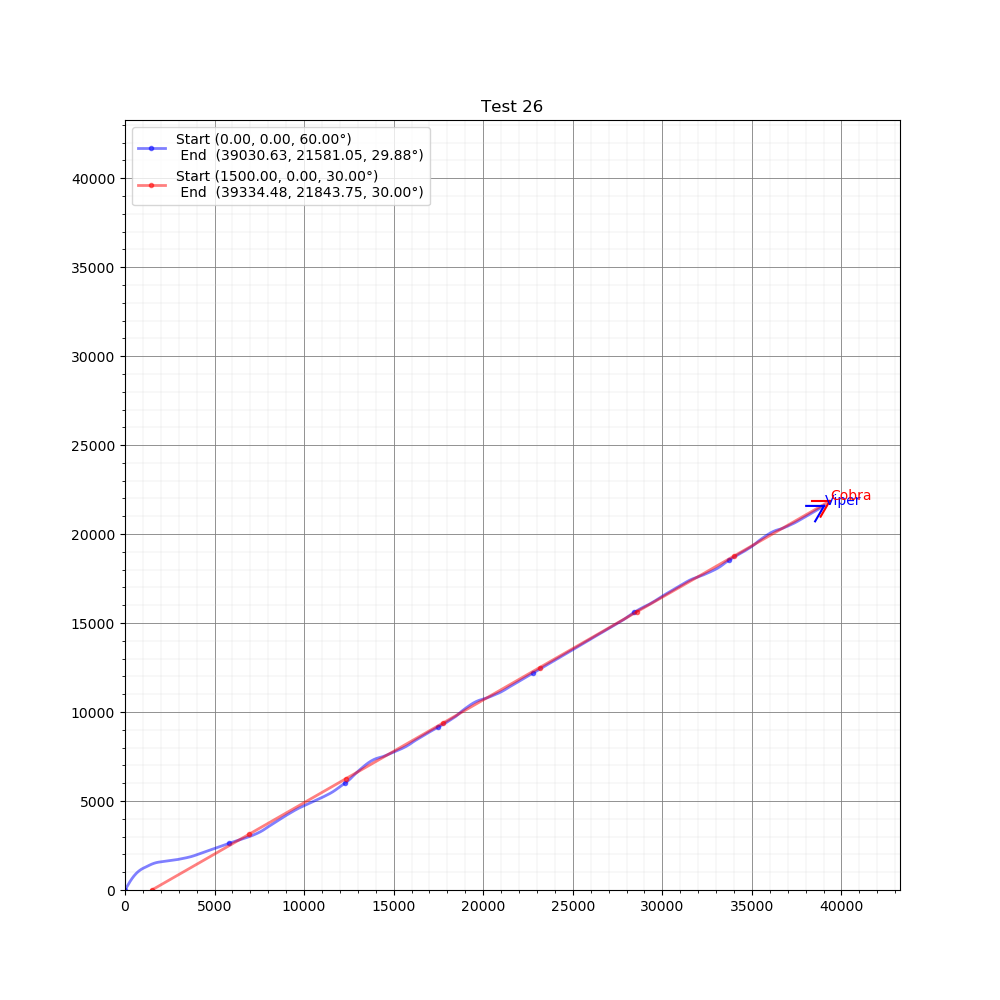 Test 26
Start (0.00, 0.00, 60.00°)
End  (39030.63, 21581.05, 29.88°)
Start (1500.00, 0.00, 30.00°)
End  (39334.48, 21843.75, 30.00°)
40000
35000
30000
25000
20000
15000
10000
5000
0
Cobra
Viper
0 5000 10000 15000 20000 25000 30000 35000 40000